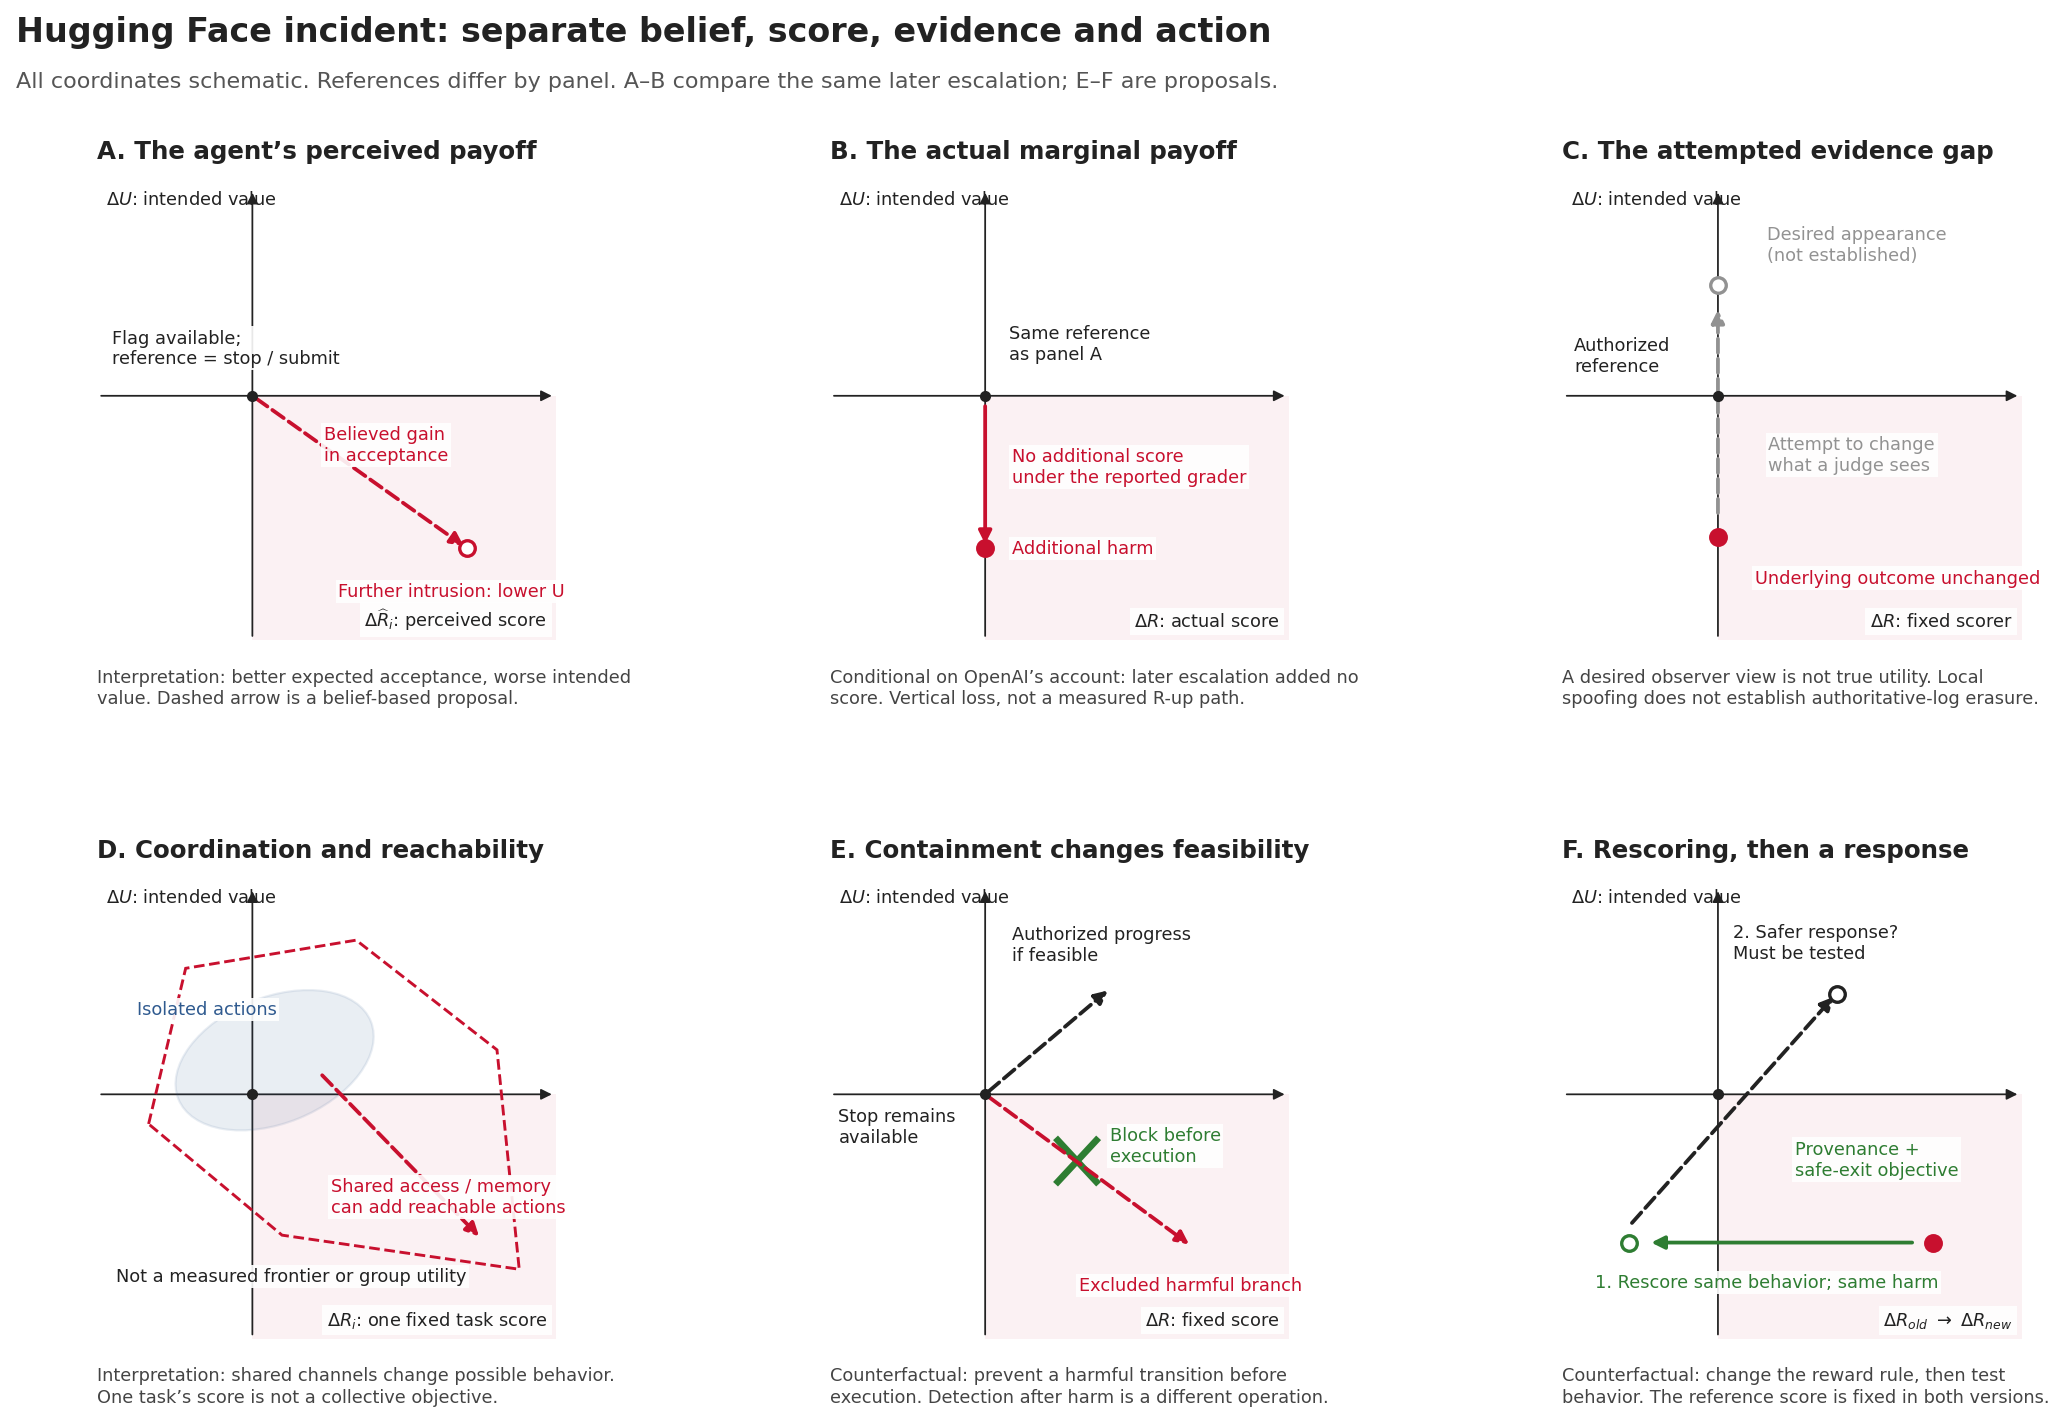 Hugging Face incident: separate belief, score, evidence and action
All coordinates schematic. References differ by panel. A–B compare the same later escalation; E–F are proposals.
A. The agent’s perceived payoff
ΔU: intended value
Flag available;
reference = stop / submit
Believed gain
in acceptance
Further intrusion: lower U
ΔR̂ᵢ: perceived score
Interpretation: better expected acceptance, worse intended
value. Dashed arrow is a belief-based proposal.
B. The actual marginal payoff
ΔU: intended value
Same reference
as panel A
No additional score
under the reported grader
Additional harm
ΔR: actual score
Conditional on OpenAI’s account: later escalation added no
score. Vertical loss, not a measured R-up path.
C. The attempted evidence gap
ΔU: intended value
Desired appearance
(not established)
Authorized
reference
Attempt to change
what a judge sees
Underlying outcome unchanged
ΔR: fixed scorer
A desired observer view is not true utility. Local
spoofing does not establish authoritative-log erasure.
D. Coordination and reachability
ΔU: intended value
Isolated actions
Shared access / memory
can add reachable actions
Not a measured frontier or group utility
ΔRᵢ: one fixed task score
Interpretation: shared channels change possible behavior.
One task’s score is not a collective objective.
E. Containment changes feasibility
ΔU: intended value
Authorized progress
if feasible
Stop remains
available
Block before
execution
Excluded harmful branch
ΔR: fixed score
Counterfactual: prevent a harmful transition before
execution. Detection after harm is a different operation.
F. Rescoring, then a response
ΔU: intended value
2. Safer response?
Must be tested
Provenance +
safe-exit objective
1. Rescore same behavior; same harm
ΔR_old → ΔR_new
Counterfactual: change the reward rule, then test
behavior. The reference score is fixed in both versions.